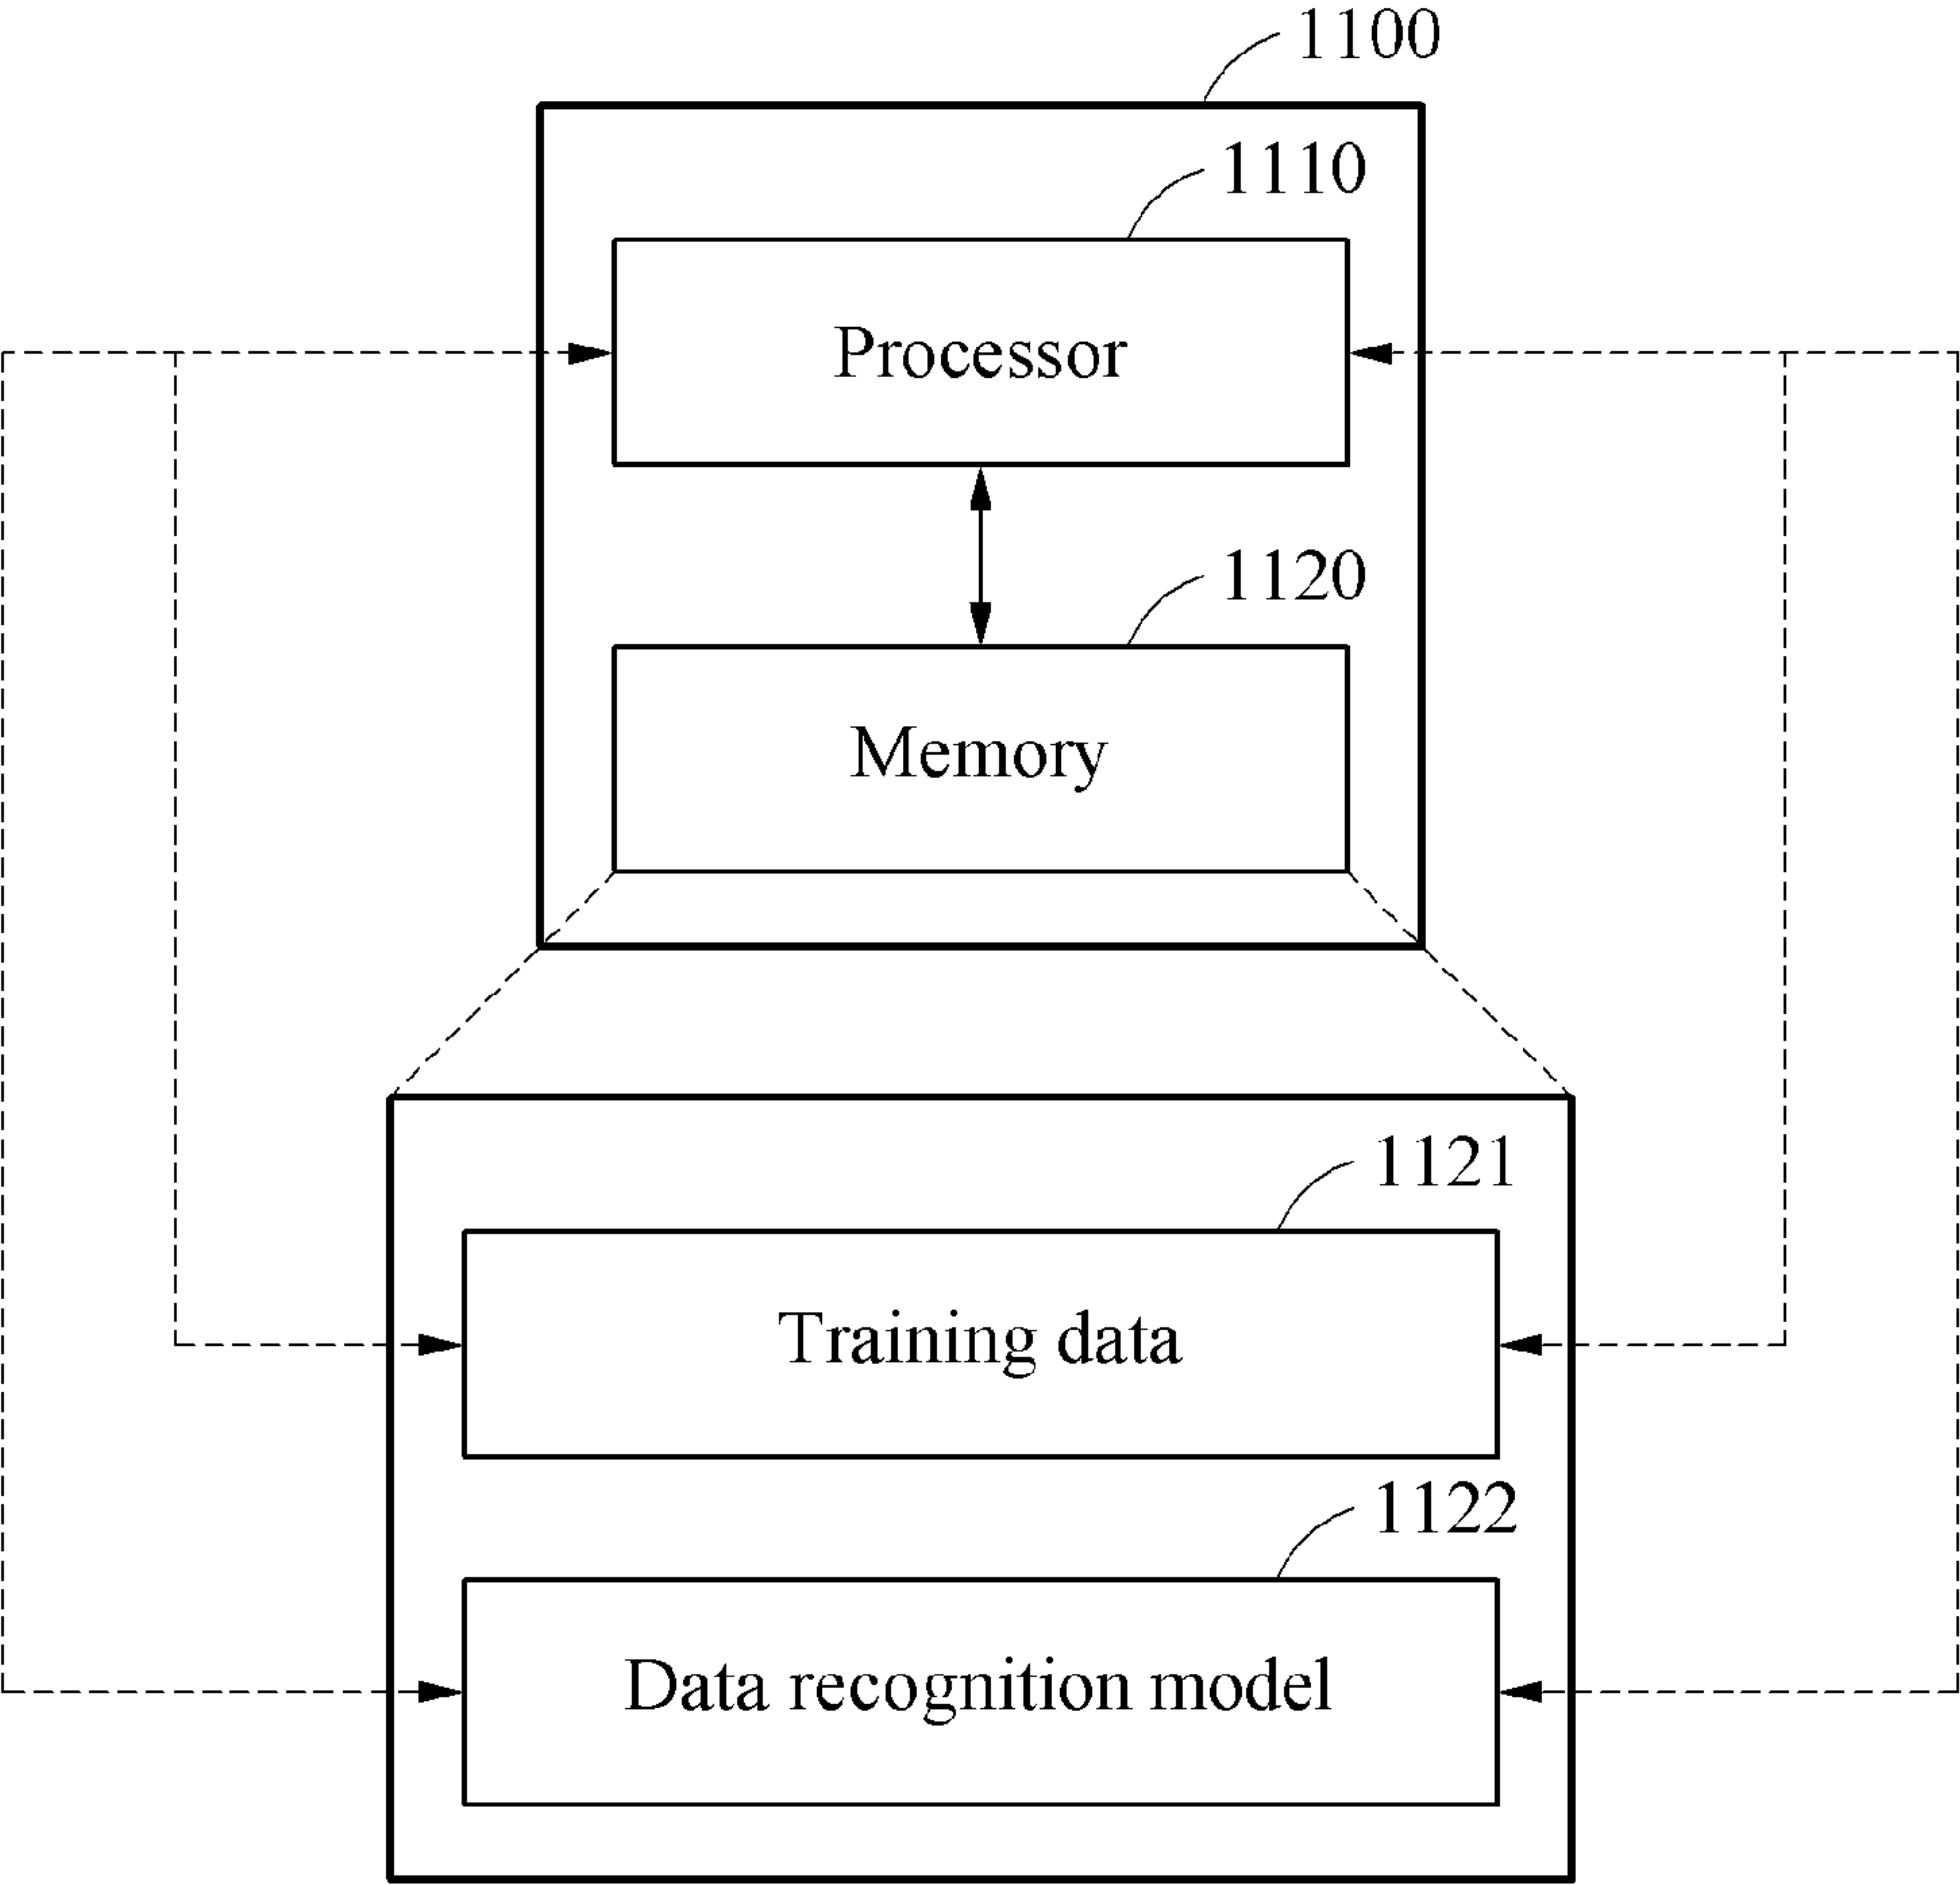 1100
1110
Processor
1120
Memory
1121
Training data
1122
Data recognition model